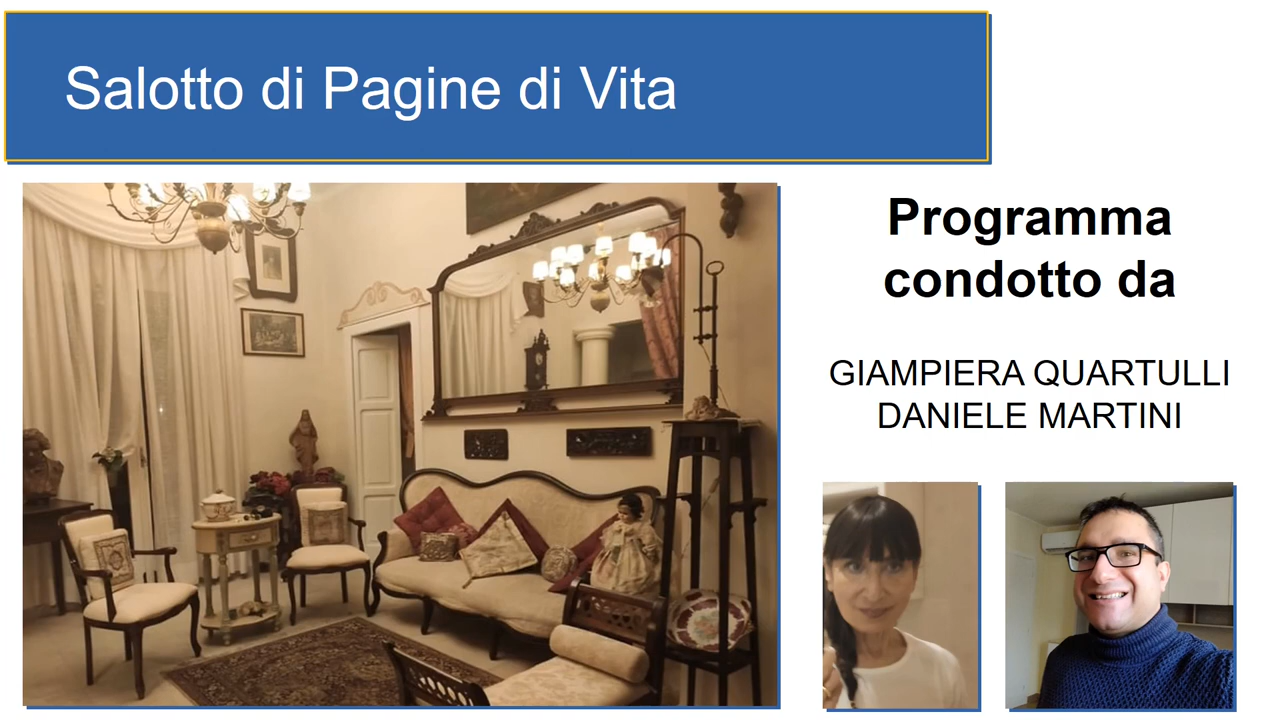 Salotto di Pagine di Vita
Programma
condotto da
GIAMPIERA QUARTULLI
DANIELE MARTINI